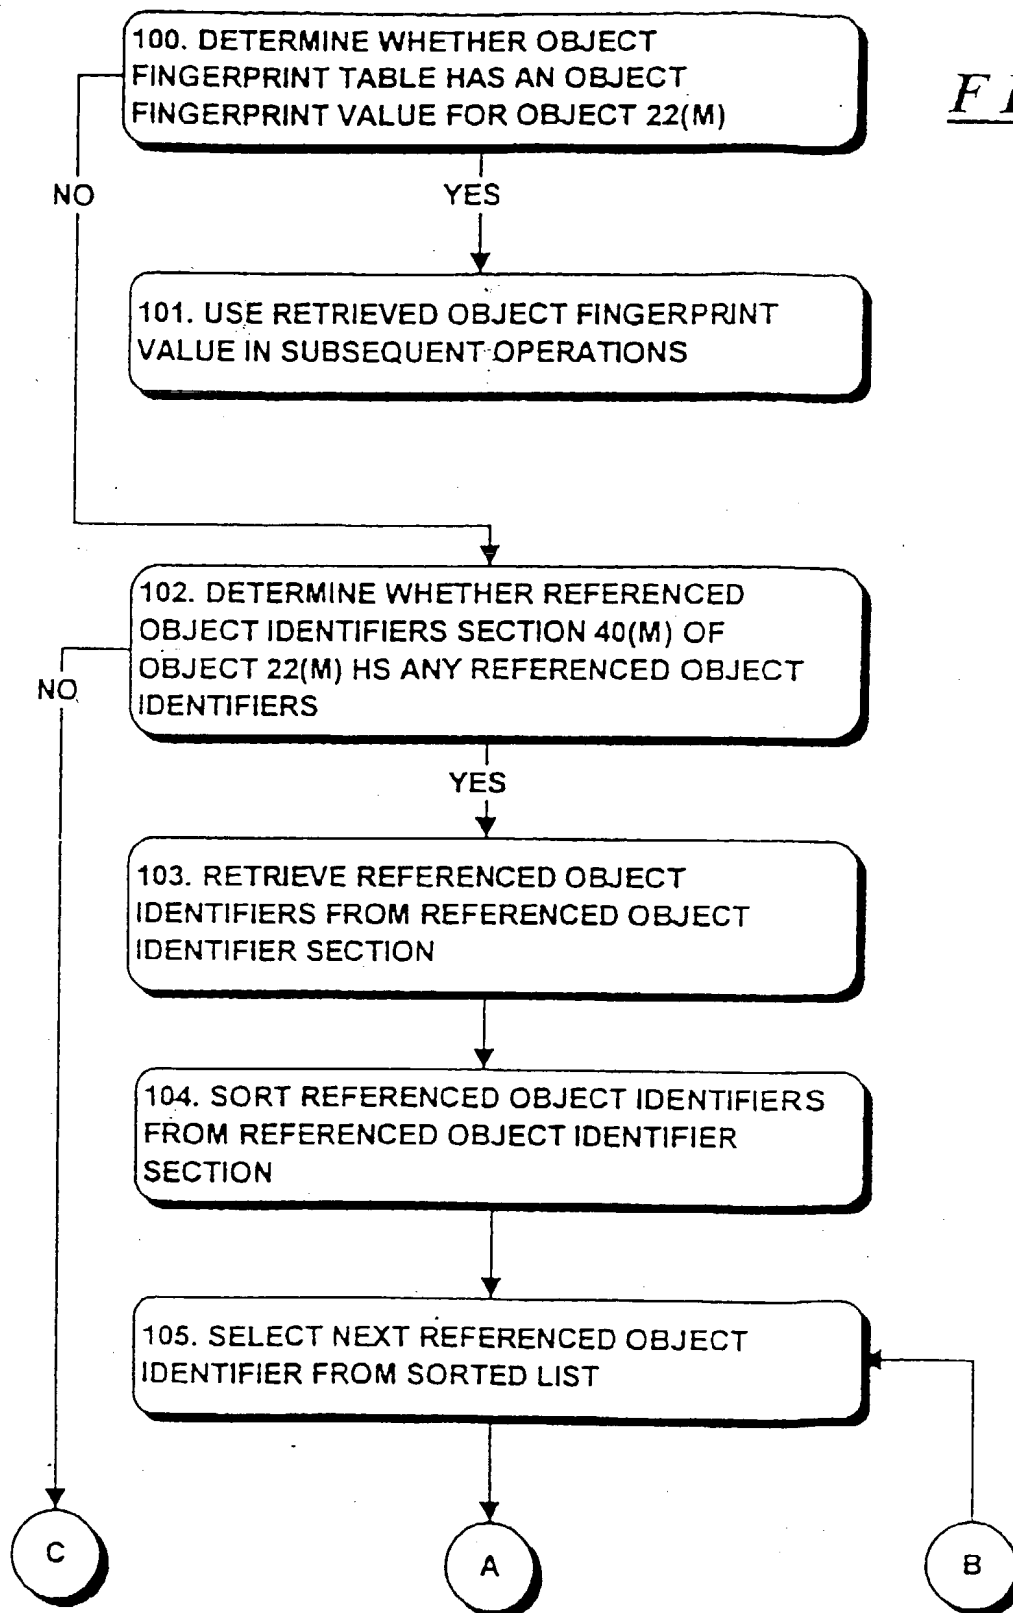 100. DETERMINE WHETHER OBJECT
FINGERPRINT TABLE HAS AN OBJECT
FINGERPRINT VALUE FOR OBJECT 22(M)
NO
YES
101. USE RETRIEVED OBJECT FINGERPRINT
VALUE IN SUBSEQUENT OPERATIONS
102. DETERMINE WHETHER REFERENCED
OBJECT IDENTIFIERS SECTION 40(M) OF
OBJECT 22(M) HS ANY REFERENCED OBJECT
IDENTIFIERS
NO
YES
103. RETRIEVE REFERENCED OBJECT
IDENTIFIERS FROM REFERENCED OBJECT
IDENTIFIER SECTION
104. SORT REFERENCED OBJECT IDENTIFIERS
FROM REFERENCED OBJECT IDENTIFIER
SECTION
105. SELECT NEXT REFERENCED OBJECT
IDENTIFIER FROM SORTED LIST
C
A
B